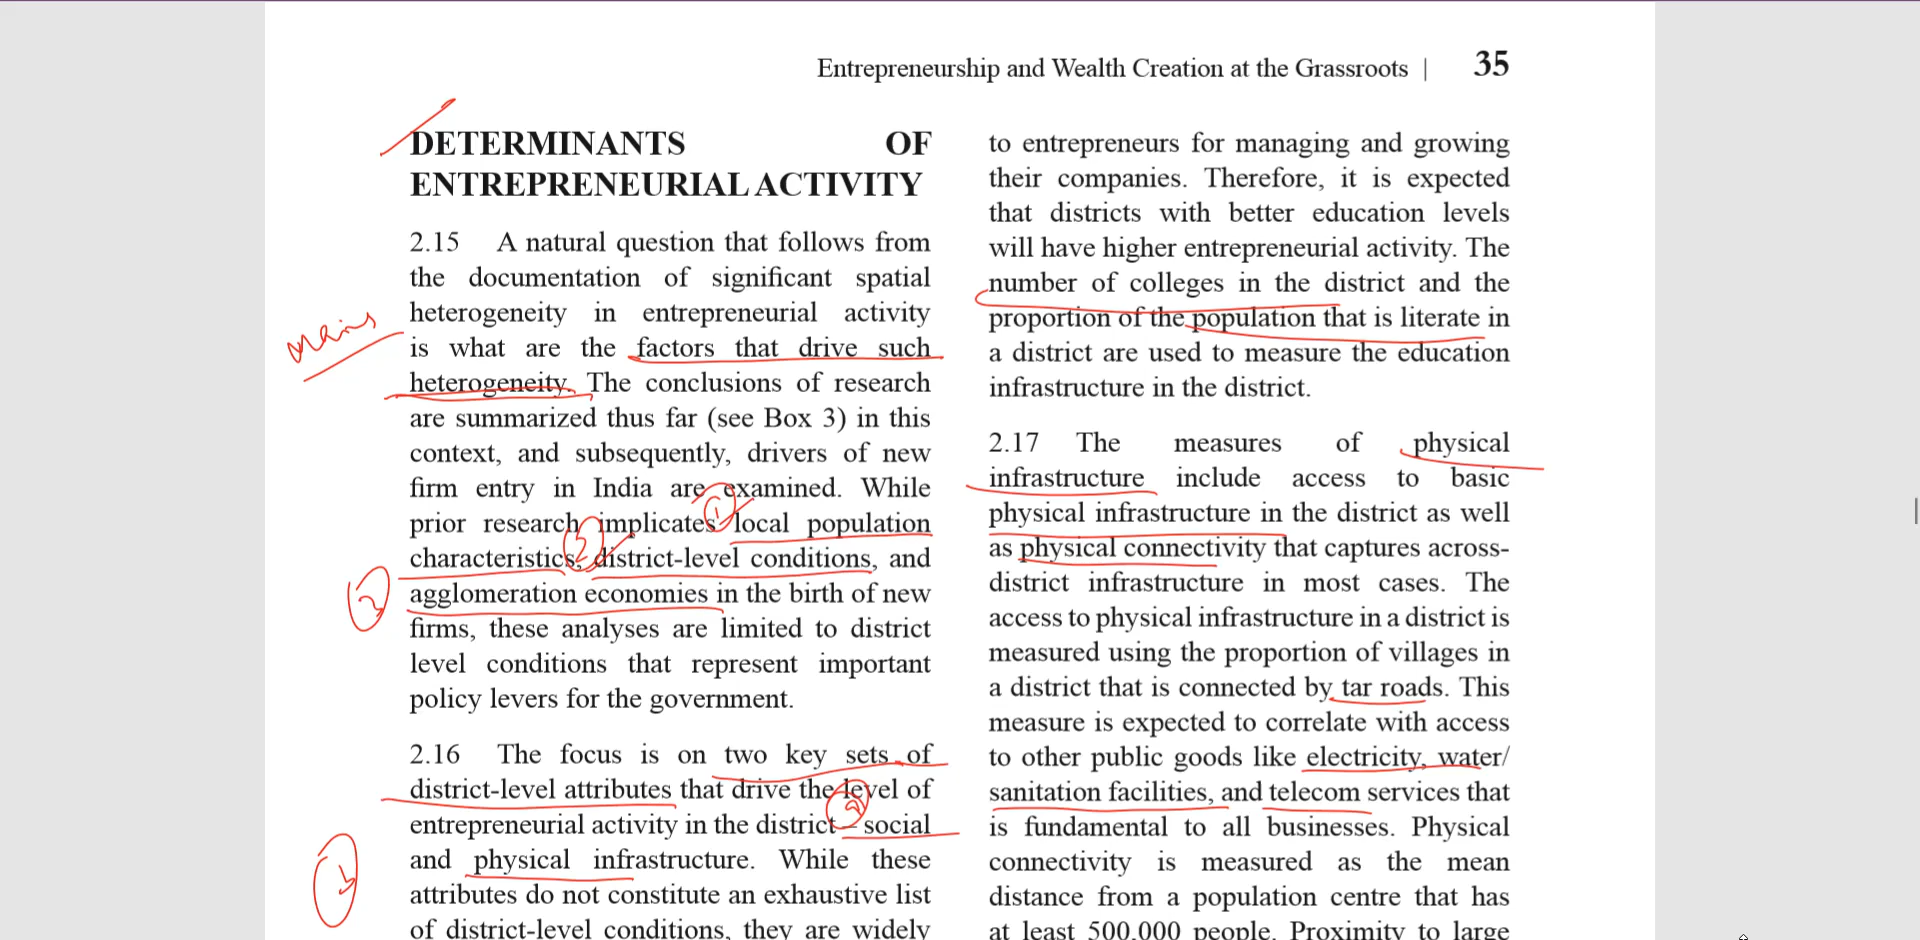 Entrepreneurship and Wealth Creation at the Grassroots | 35
DETERMINANTS OF
ENTREPRENEURIAL ACTIVITY
2.15 A natural question that follows from
the documentation of significant spatial
heterogeneity in entrepreneurial activity
is what are the factors that drive such
heterogeneity. The conclusions of research
are summarized thus far (see Box 3) in this
context, and subsequently, drivers of new
firm entry in India are examined. While
prior research implicates local population
characteristics, district-level conditions, and
agglomeration economies in the birth of new
firms, these analyses are limited to district
level conditions that represent important
policy levers for the government.
2.16 The focus is on two key sets of
district-level attributes that drive the level of
entrepreneurial activity in the district – social
and physical infrastructure. While these
attributes do not constitute an exhaustive list
of district-level conditions, they are widely
mains
1
2
3
a
b
to entrepreneurs for managing and growing
their companies. Therefore, it is expected
that districts with better education levels
will have higher entrepreneurial activity. The
number of colleges in the district and the
proportion of the population that is literate in
a district are used to measure the education
infrastructure in the district.
2.17 The measures of physical
infrastructure include access to basic
physical infrastructure in the district as well
as physical connectivity that captures across-
district infrastructure in most cases. The
access to physical infrastructure in a district is
measured using the proportion of villages in
a district that is connected by tar roads. This
measure is expected to correlate with access
to other public goods like electricity, water/
sanitation facilities, and telecom services that
is fundamental to all businesses. Physical
connectivity is measured as the mean
distance from a population centre that has
at least 500,000 people. Proximity to large